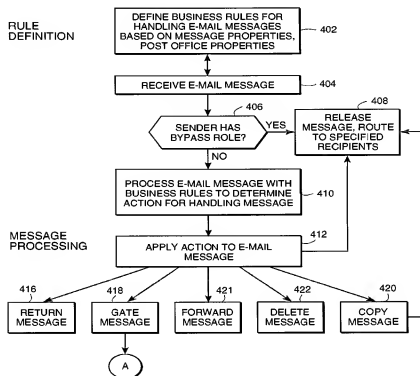 RULE
DEFINITION
DEFINE BUSINESS RULES FOR
HANDLING E-MAIL MESSAGES
BASED ON MESSAGE PROPERTIES,
POST OFFICE PROPERTIES
402
RECEIVE E-MAIL MESSAGE
404
406
SENDER HAS
BYPASS ROLE?
YES
NO
408
RELEASE
MESSAGE, ROUTE
TO SPECIFIED
RECIPIENTS
PROCESS E-MAIL MESSAGE WITH
BUSINESS RULES TO DETERMINE
ACTION FOR HANDLING MESSAGE
410
MESSAGE
PROCESSING
412
APPLY ACTION TO E-MAIL
MESSAGE
416
RETURN
MESSAGE
418
GATE
MESSAGE
421
FORWARD
MESSAGE
422
DELETE
MESSAGE
420
COPY
MESSAGE
A